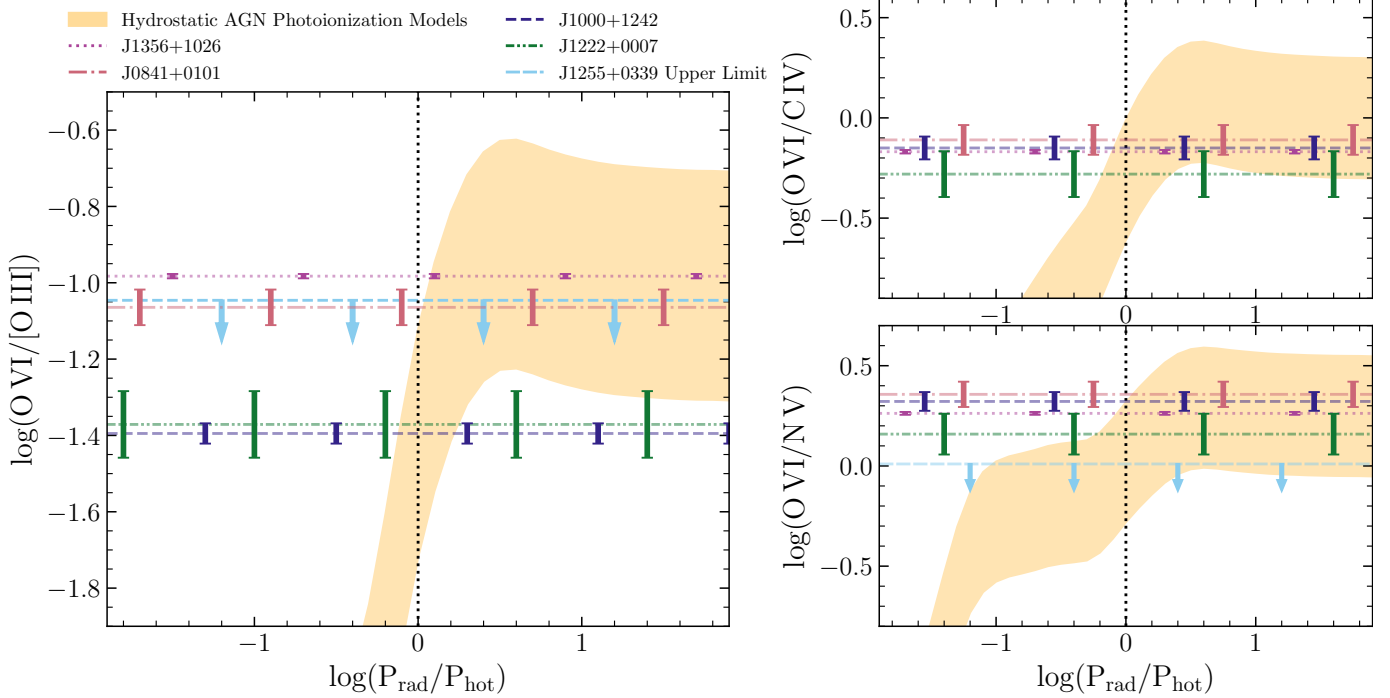 Hydrostatic AGN Photoionization Models
J1356+1026
J0841+0101
J1000+1242
J1222+0007
J1255+0339 Upper Limit
log(O VI/[O III])
−0.6
−0.8
−1.0
−1.2
−1.4
−1.6
−1.8
−1
0
1
log(P_rad/P_hot)
log(O VI/C IV)
0.5
0.0
−0.5
−1
0
1
log(O VI/N V)
0.5
0.0
−0.5
−1
0
1
log(P_rad/P_hot)